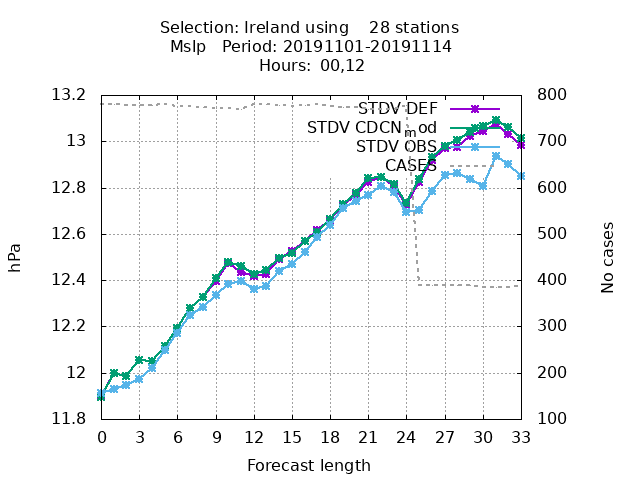 Selection: Ireland using    28 stations
Mslp   Period: 20191101-20191114
Hours:  00,12
13.2
13
12.8
12.6
12.4
12.2
12
11.8
hPa
800
700
600
500
400
300
200
100
No cases
STDV DEF
STDV CDCN_mod
STDV OBS
CASES
0 3 6 9 12 15 18 21 24 27 30 33
Forecast length